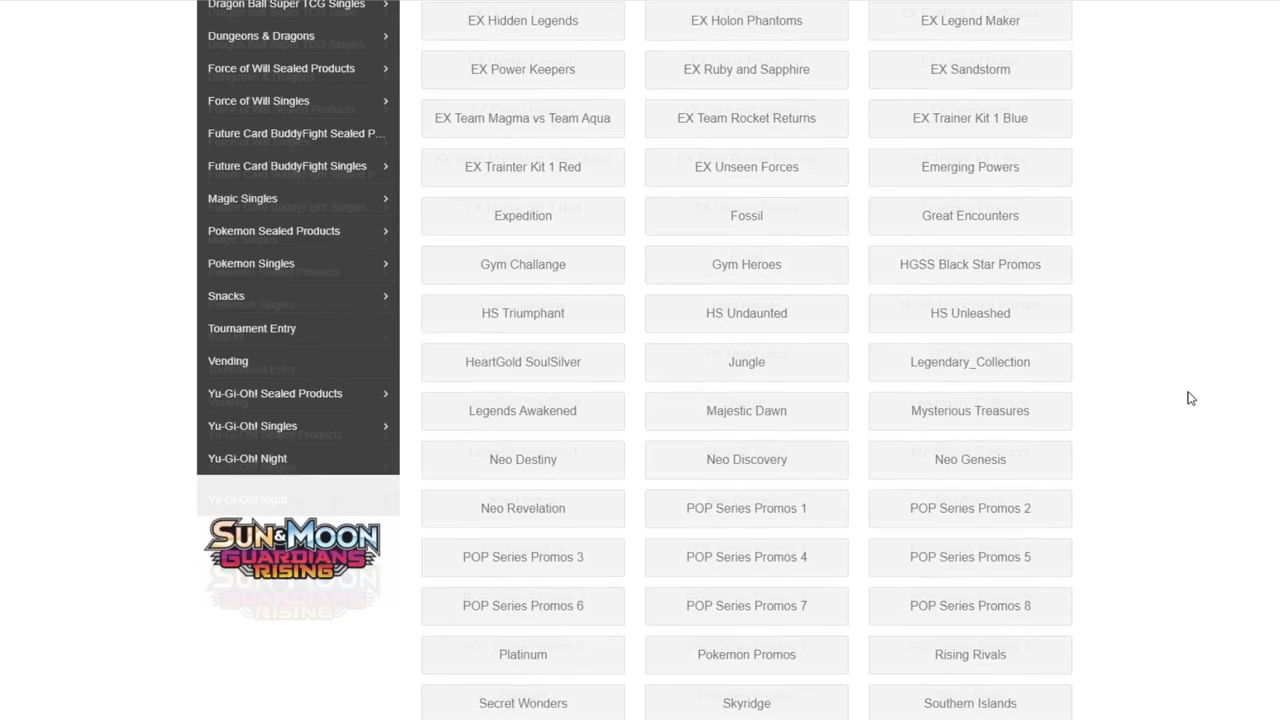 Dragon Ball Super TCG Singles
Dungeons & Dragons
Force of Will Sealed Products
Force of Will Singles
Future Card BuddyFight Sealed P...
Future Card BuddyFight Singles
Magic Singles
Pokemon Sealed Products
Pokemon Singles
Snacks
Tournament Entry
Vending
Yu-Gi-Oh! Sealed Products
Yu-Gi-Oh! Singles
Yu-Gi-Oh! Night
SUN & MOON
GUARDIANS
RISING
EX Hidden Legends
EX Holon Phantoms
EX Legend Maker
EX Power Keepers
EX Ruby and Sapphire
EX Sandstorm
EX Team Magma vs Team Aqua
EX Team Rocket Returns
EX Trainer Kit 1 Blue
EX Trainter Kit 1 Red
EX Unseen Forces
Emerging Powers
Expedition
Fossil
Great Encounters
Gym Challange
Gym Heroes
HGSS Black Star Promos
HS Triumphant
HS Undaunted
HS Unleashed
HeartGold SoulSilver
Jungle
Legendary_Collection
Legends Awakened
Majestic Dawn
Mysterious Treasures
Neo Destiny
Neo Discovery
Neo Genesis
Neo Revelation
POP Series Promos 1
POP Series Promos 2
POP Series Promos 3
POP Series Promos 4
POP Series Promos 5
POP Series Promos 6
POP Series Promos 7
POP Series Promos 8
Platinum
Pokemon Promos
Rising Rivals
Secret Wonders
Skyridge
Southern Islands